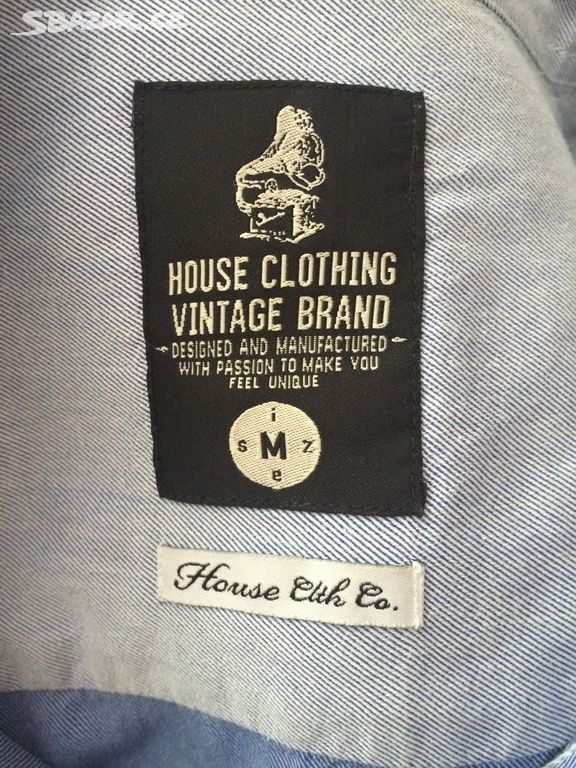 SBAZAR.CZ
HOUSE CLOTHING
VINTAGE BRAND
DESIGNED AND MANUFACTURED
WITH PASSION TO MAKE YOU
FEEL UNIQUE
i
s M z
e
House Clth Co.